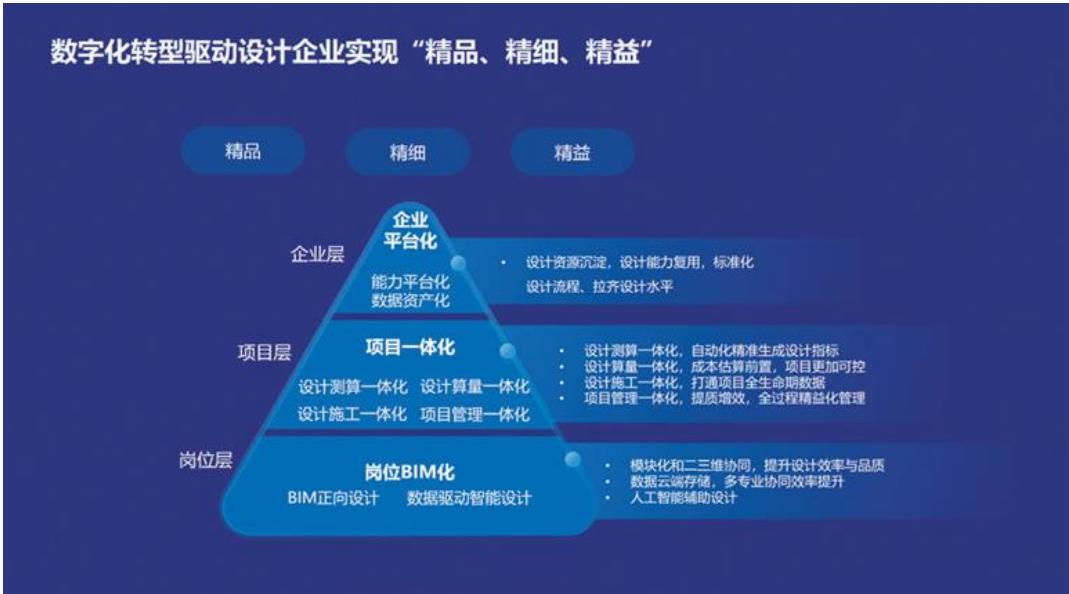 数字化转型驱动设计企业实现“精品、精细、精益”
精品
精细
精益
企业层
企业
平台化
能力平台化
数据资产化
• 设计资源沉淀，设计能力复用，标准化
设计流程、拉齐设计水平
项目层
项目一体化
设计测算一体化 设计算量一体化
设计施工一体化 项目管理一体化
• 设计测算一体化，自动化精准生成设计指标
• 设计算量一体化，成本估算前置，项目更加可控
• 设计施工一体化，打通项目全生命期数据
• 项目管理一体化，提质增效，全过程精益化管理
岗位层
岗位BIM化
BIM正向设计 数据驱动智能设计
• 模块化和二三维协同，提升设计效率与品质
• 数据云端存储，多专业协同效率提升
• 人工智能辅助设计